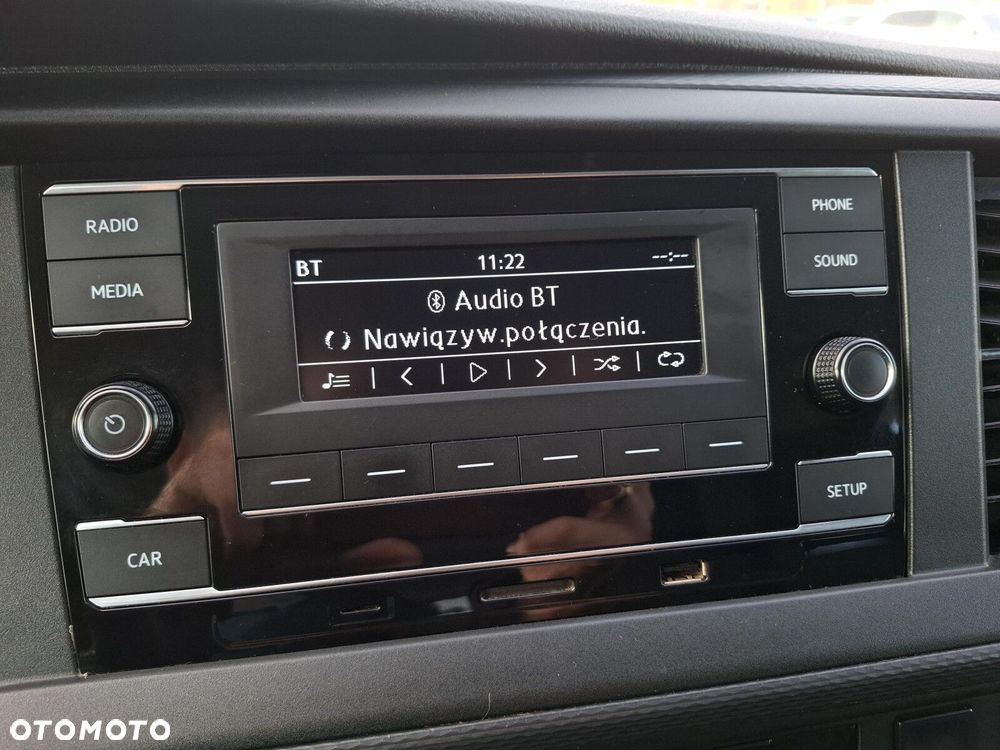 RADIO
MEDIA
CAR
BT 11:22 --:--
Audio BT
Nawiązyw.połączenia.
PHONE
SOUND
SETUP
OTOMOTO